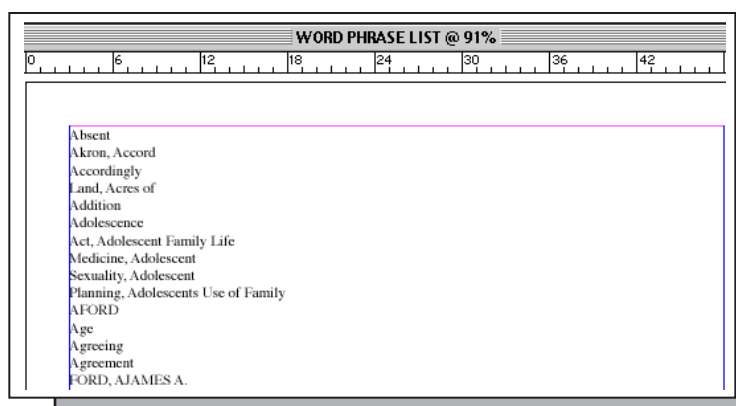 WORD PHRASE LIST @ 91%
0 6 12 18 24 30 36 42
Absent
Akron, Accord
Accordingly
Land, Acres of
Addition
Adolescence
Act, Adolescent Family Life
Medicine, Adolescent
Sexuality, Adolescent
Planning, Adolescents Use of Family
AFORD
Age
Agreeing
Agreement
FORD, AJAMES A.